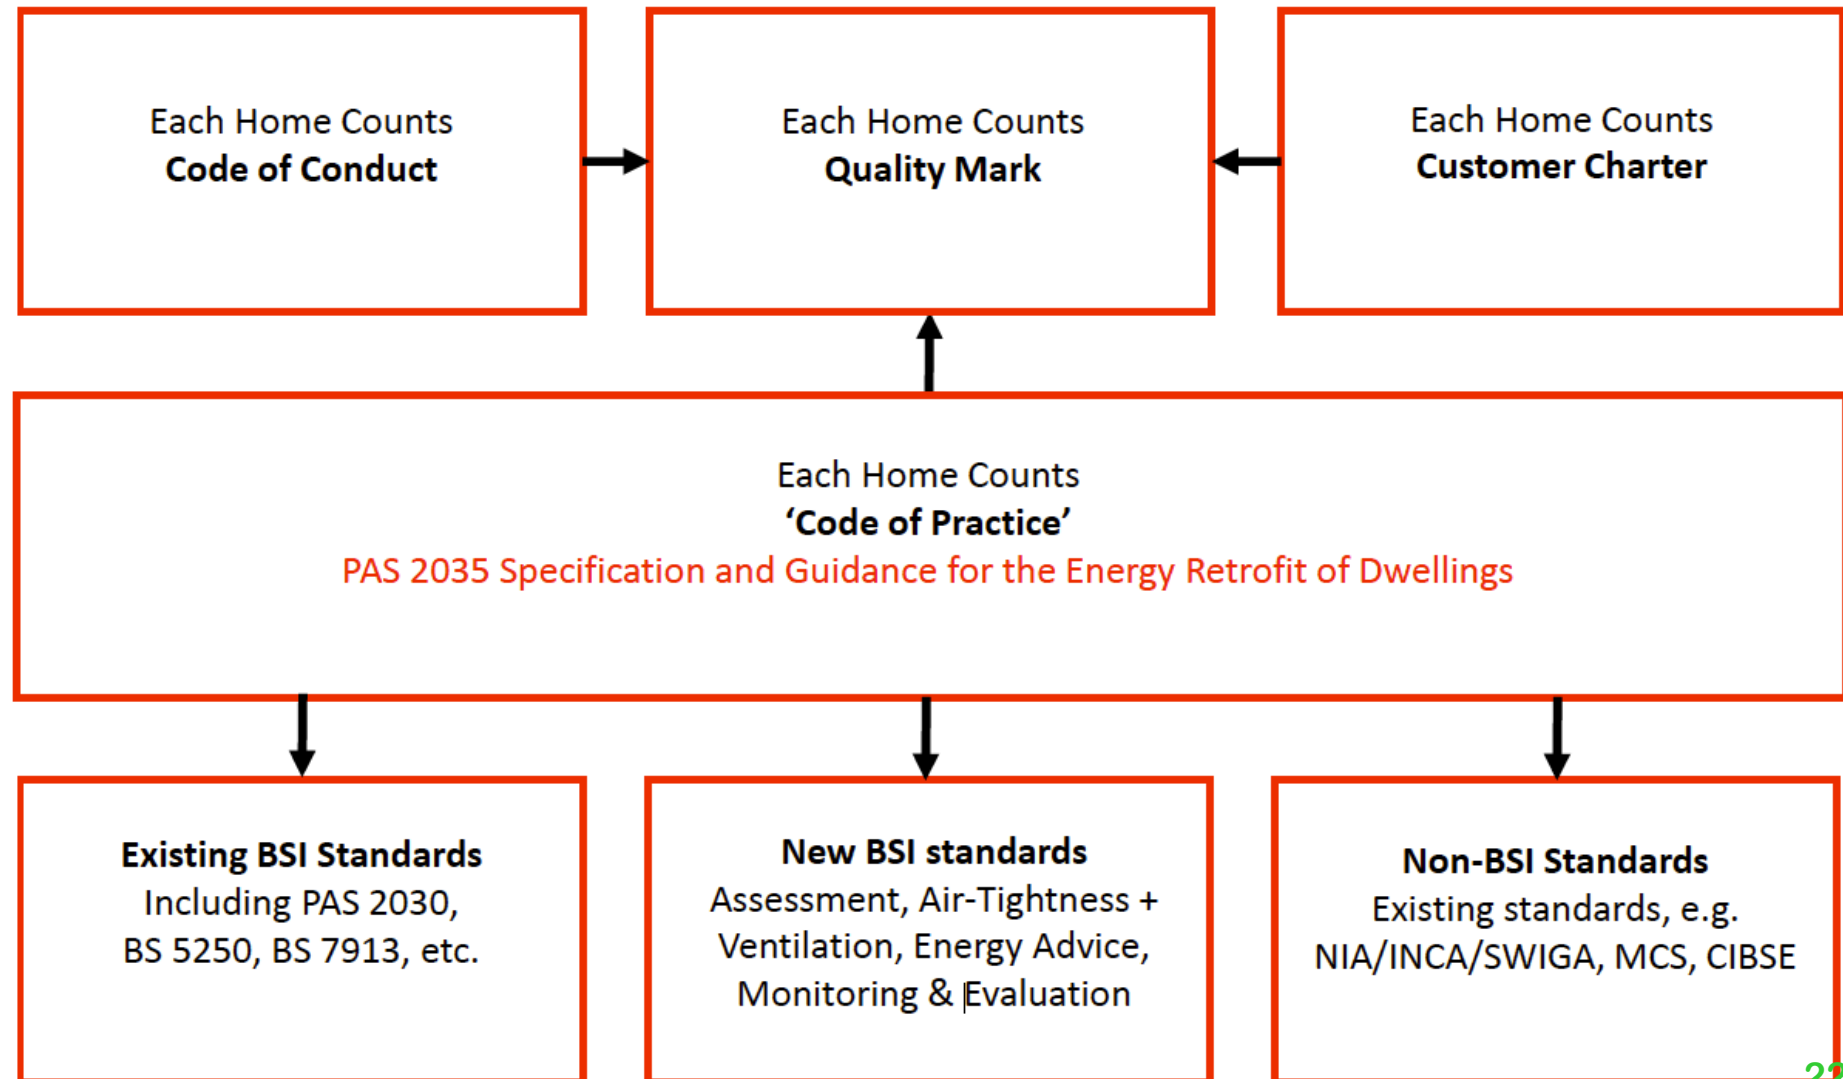 Each Home Counts
Code of Conduct
Each Home Counts
Quality Mark
Each Home Counts
Customer Charter
Each Home Counts
‘Code of Practice’
PAS 2035 Specification and Guidance for the Energy Retrofit of Dwellings
Existing BSI Standards
Including PAS 2030,
BS 5250, BS 7913, etc.
New BSI standards
Assessment, Air-Tightness +
Ventilation, Energy Advice,
Monitoring & Evaluation
Non-BSI Standards
Existing standards, e.g.
NIA/INCA/SWIGA, MCS, CIBSE